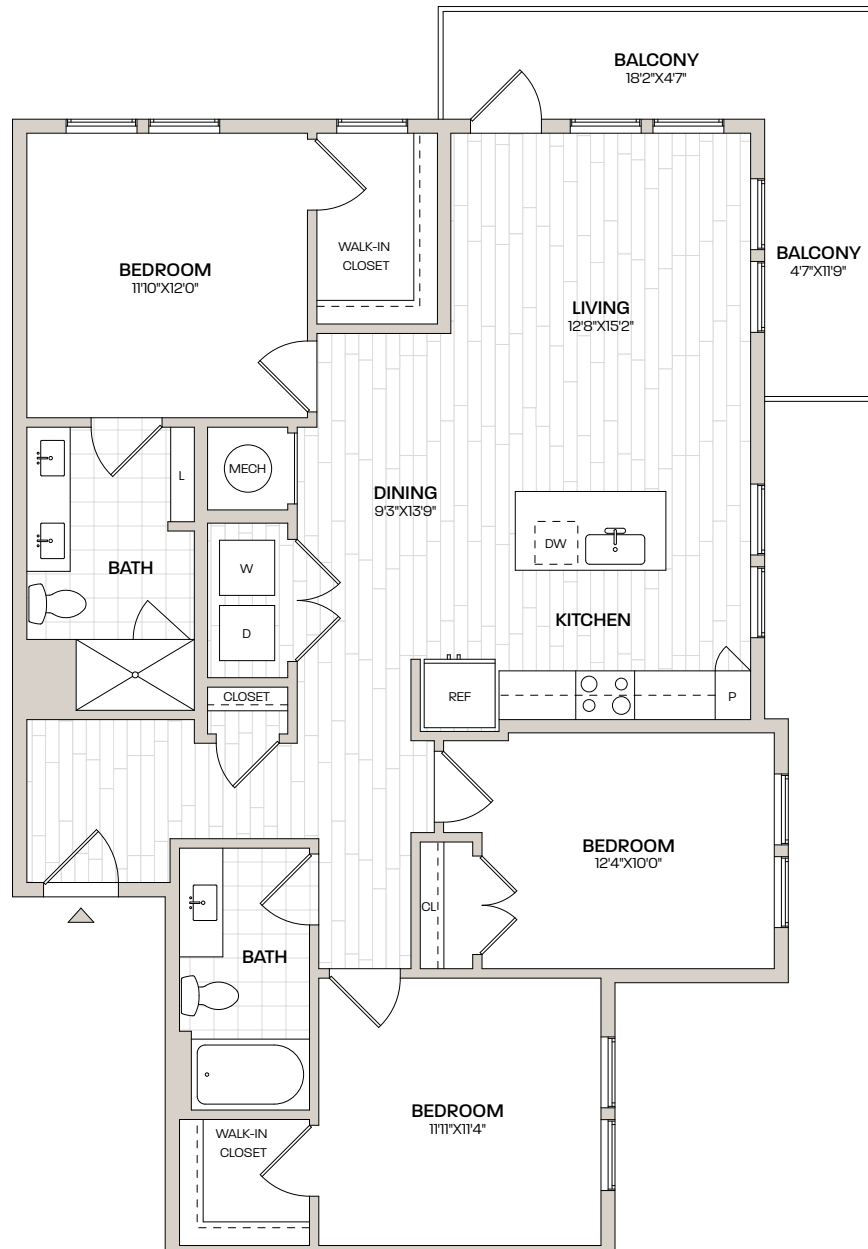 BALCONY
18'2"X4'7"
BEDROOM
11'10"X12'0"
WALK-IN
CLOSET
BALCONY
4'7"X11'9"
LIVING
12'8"X15'2"
L
MECH
DINING
9'3"X13'9"
BATH
W
D
DW
KITCHEN
CLOSET
REF
P
BEDROOM
12'4"X10'0"
CL
BATH
BEDROOM
11'11"X11'4"
WALK-IN
CLOSET